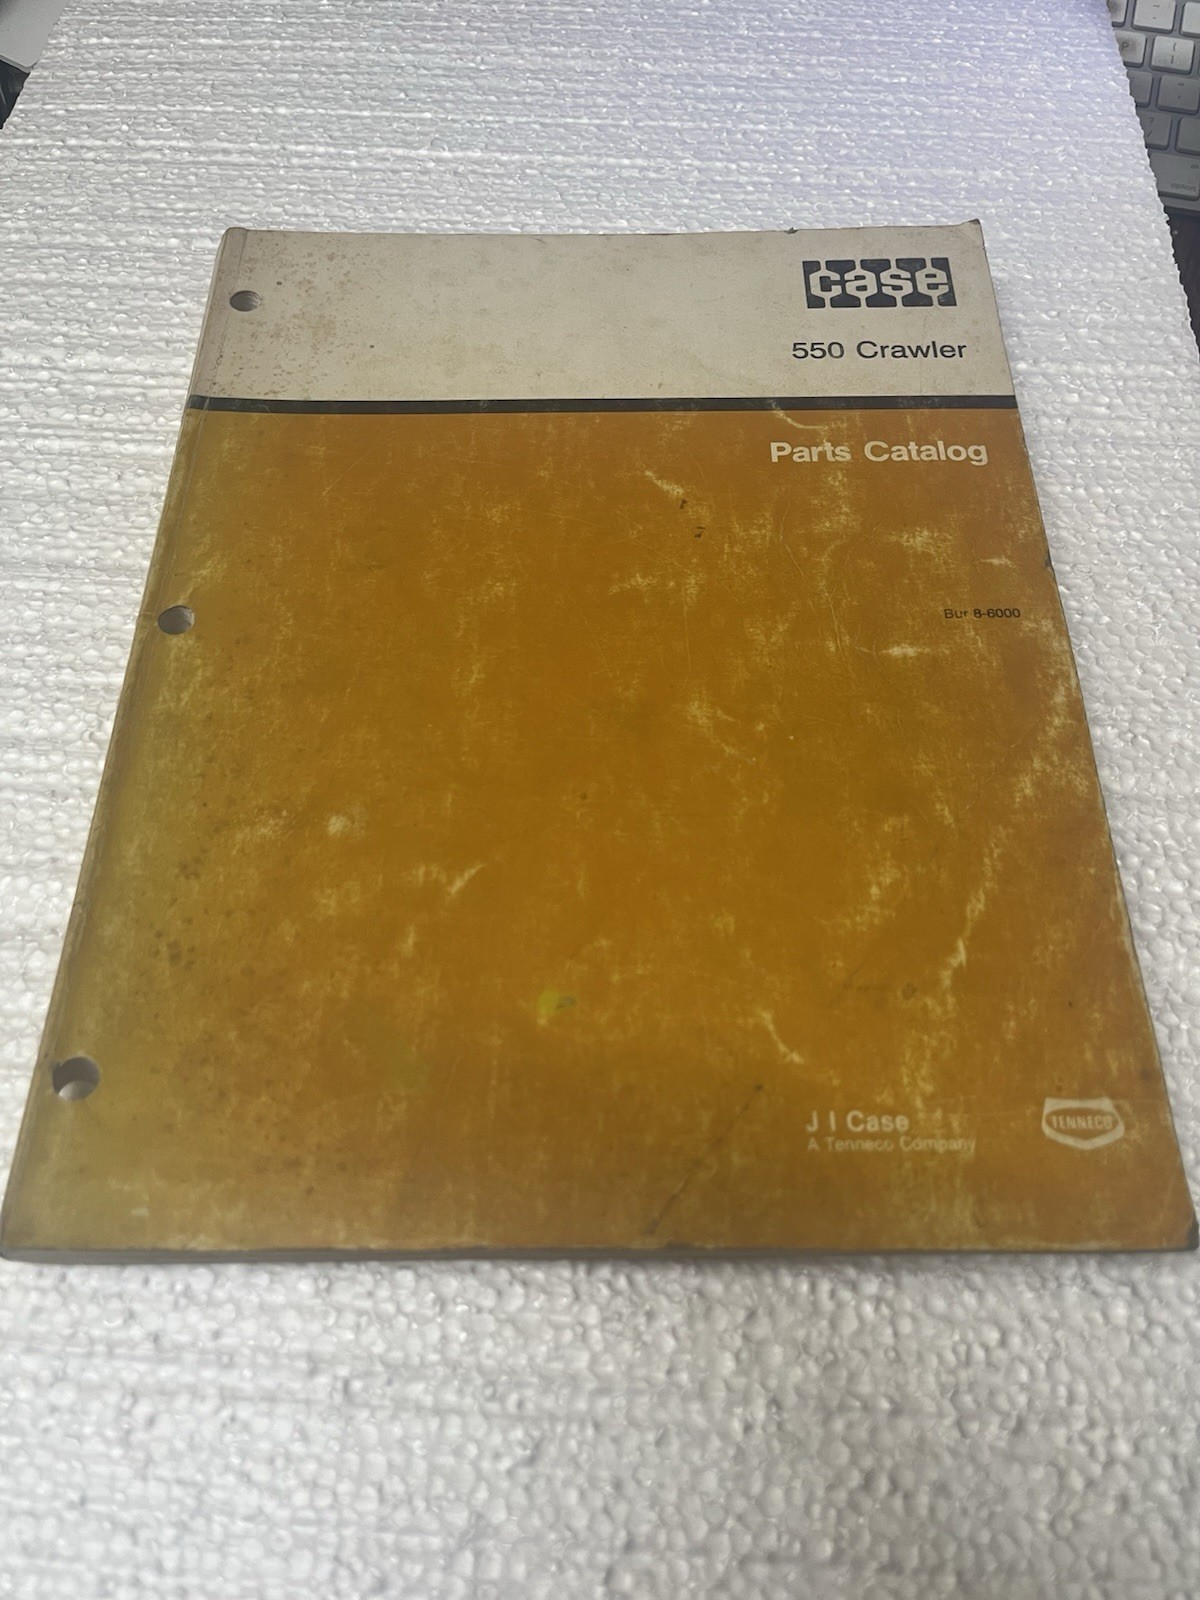 case
550 Crawler
Parts Catalog
Bur 8-6000
J I Case
A Tenneco Company
TENNECO